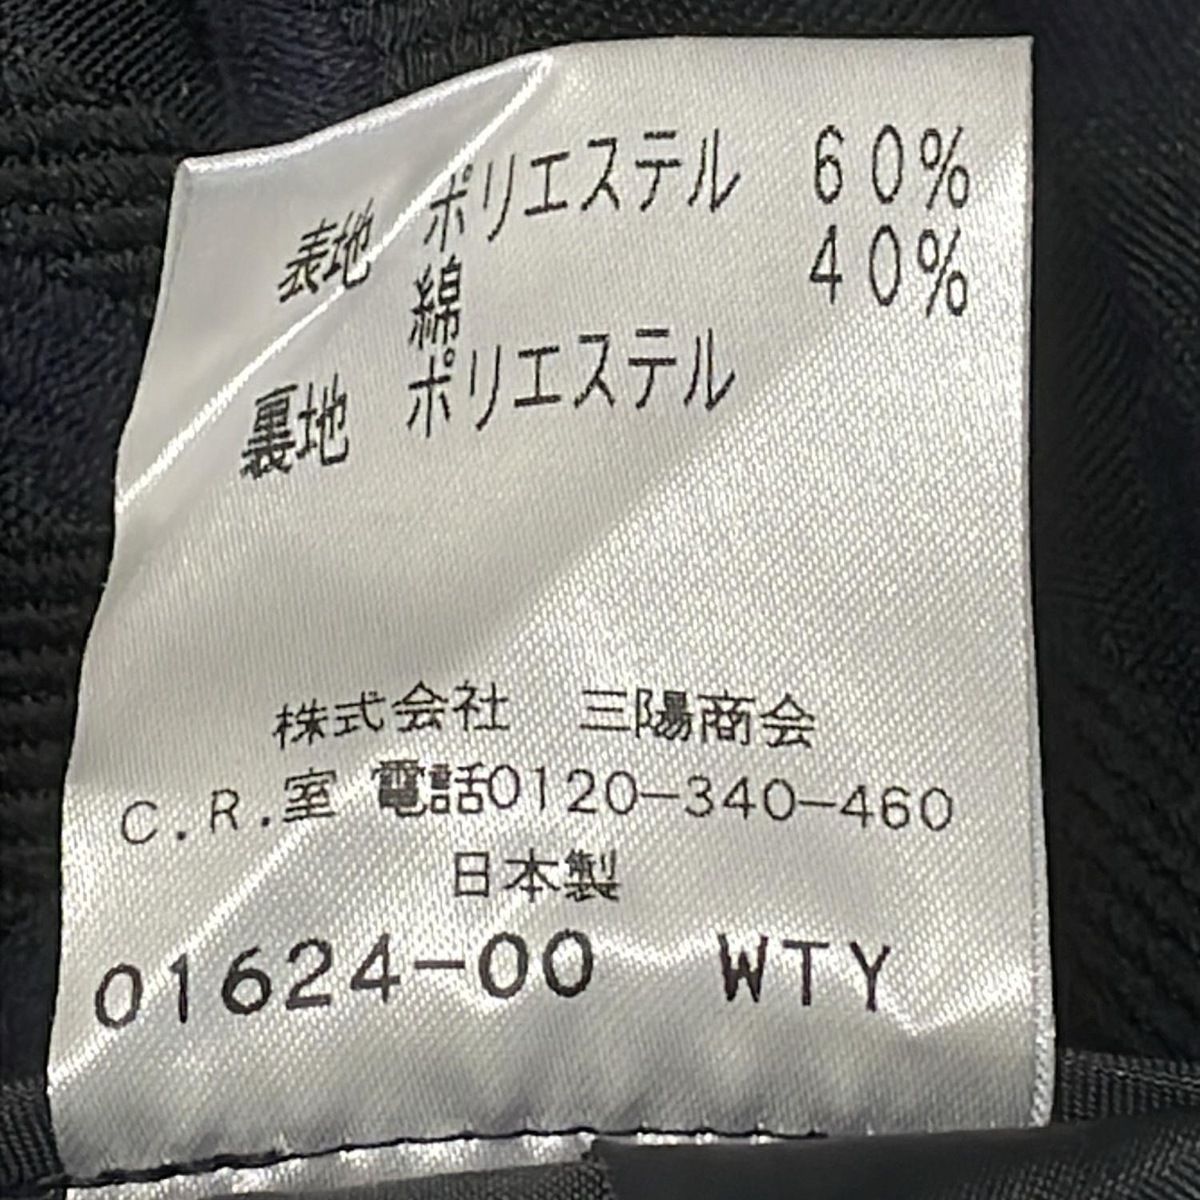 表地 ポリエステル 60%
綿 40%
裏地 ポリエステル
株式会社 三陽商会
C.R.室 電話0120-340-460
日本製
01624-00 WTY